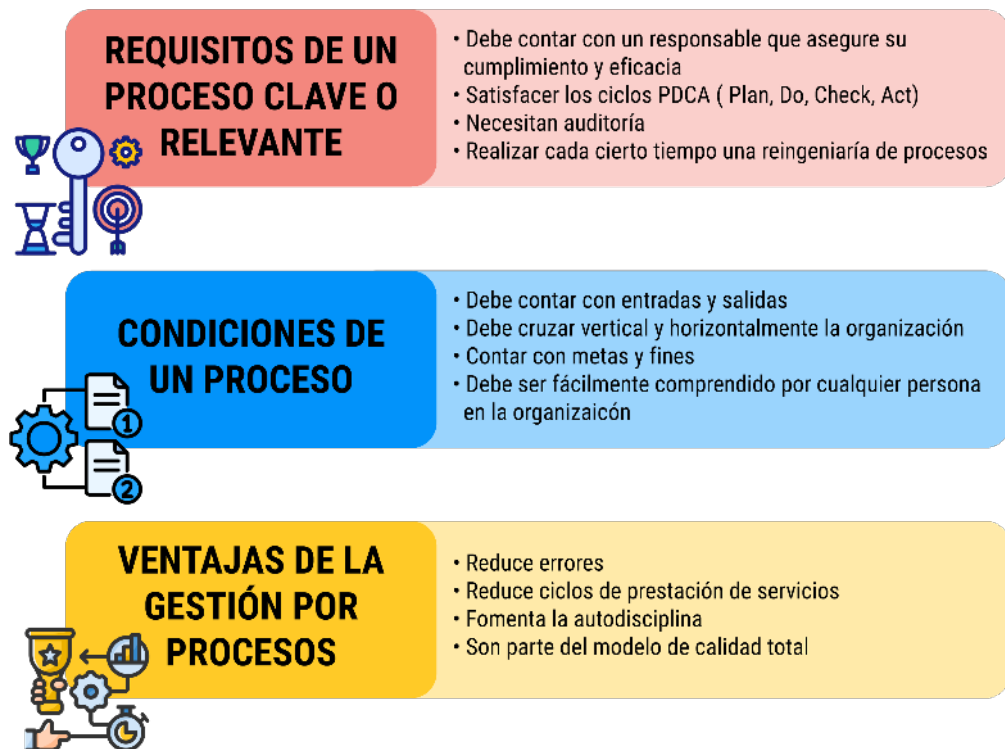 REQUISITOS DE UN
PROCESO CLAVE O
RELEVANTE
• Debe contar con un responsable que asegure su
cumplimiento y eficacia
• Satisfacer los ciclos PDCA ( Plan, Do, Check, Act)
• Necesitan auditoría
• Realizar cada cierto tiempo una reingeniaría de procesos
CONDICIONES DE
UN PROCESO
1
2
• Debe contar con entradas y salidas
• Debe cruzar vertical y horizontalmente la organización
• Contar con metas y fines
• Debe ser fácilmente comprendido por cualquier persona
en la organizaicón
VENTAJAS DE LA
GESTIÓN POR
PROCESOS
• Reduce errores
• Reduce ciclos de prestación de servicios
• Fomenta la autodisciplina
• Son parte del modelo de calidad total